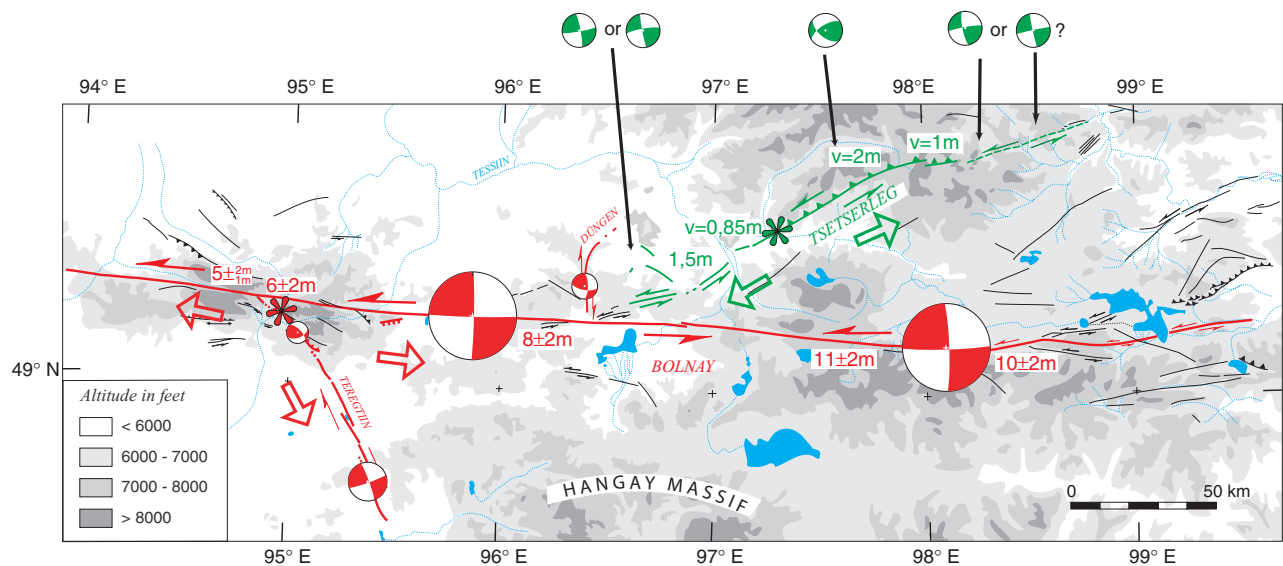 or
or
?
94° E
95° E
96° E
97° E
98° E
99° E
v=1m
v=2m
TESSIIN
DÜNGEN
v=0,85m
TSETSERLEG
1,5m
5±2m
1m
6±2m
8±2m
BOLNAY
11±2m
10±2m
49° N
TEREGTIIN
Altitude in feet
< 6000
6000 - 7000
7000 - 8000
> 8000
HANGAY MASSIF
0 50 km
95° E
96° E
97° E
98° E
99° E